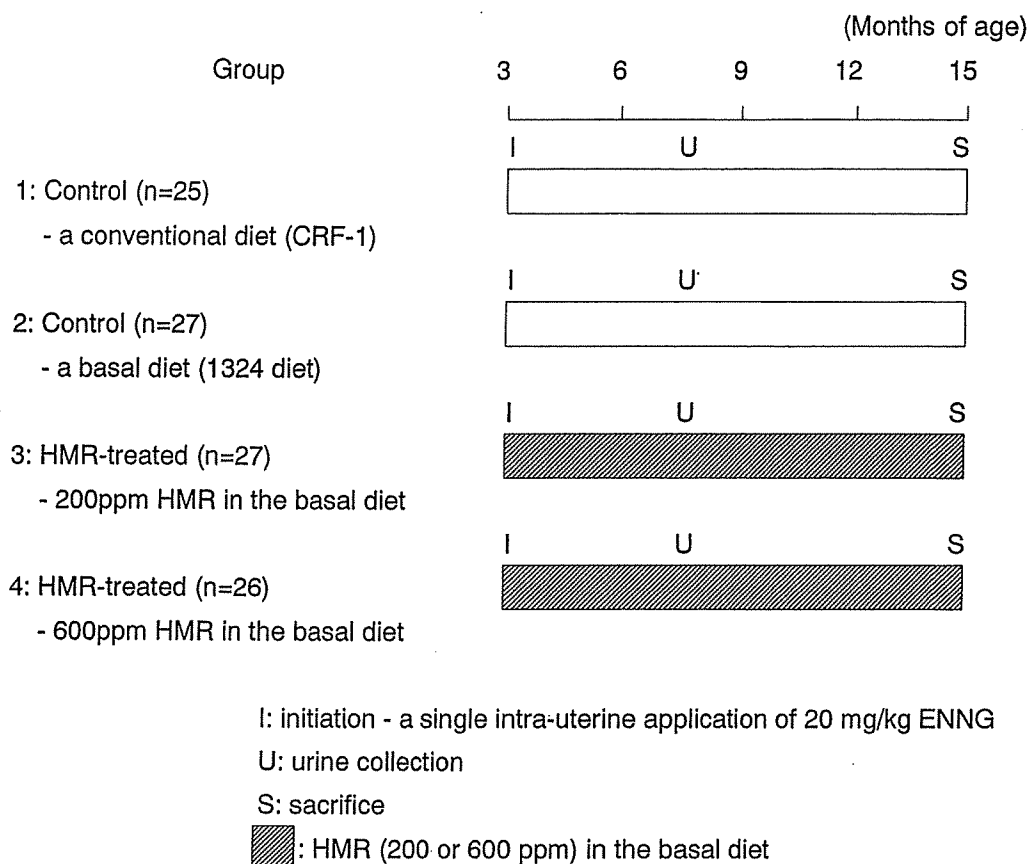 (Months of age)
Group 3 6 9 12 15
I U S
1: Control (n=25)
- a conventional diet (CRF-1)
I U S
2: Control (n=27)
- a basal diet (1324 diet)
I U S
3: HMR-treated (n=27)
- 200ppm HMR in the basal diet
I U S
4: HMR-treated (n=26)
- 600ppm HMR in the basal diet
I: initiation - a single intra-uterine application of 20 mg/kg ENNG
U: urine collection
S: sacrifice
: HMR (200 or 600 ppm) in the basal diet